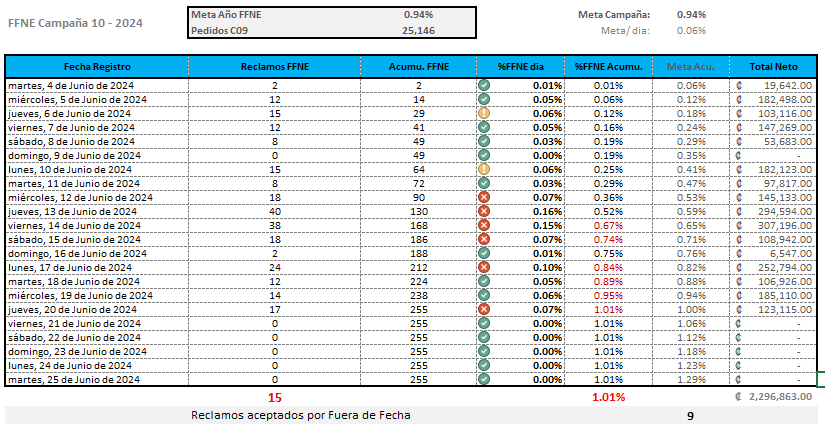 FFNE Campaña 10 - 2024
Meta Año FFNE 0.94%
Pedidos C09 25,146
Meta Campaña: 0.94%
Meta/ dia: 0.06%
Fecha Registro Reclamos FFNE Acumu. FFNE %FFNE dia %FFNE Acumu. Meta Acu. Total Neto
martes, 4 de Junio de 2024 2 2 0.01% 0.01% 0.06% ₡ 19,642.00
miércoles, 5 de Junio de 2024 12 14 0.05% 0.06% 0.12% ₡ 182,498.00
jueves, 6 de Junio de 2024 15 29 0.06% 0.12% 0.18% ₡ 103,116.00
viernes, 7 de Junio de 2024 12 41 0.05% 0.16% 0.24% ₡ 147,269.00
sábado, 8 de Junio de 2024 8 49 0.03% 0.19% 0.29% ₡ 53,683.00
domingo, 9 de Junio de 2024 0 49 0.00% 0.19% 0.35% ₡ -
lunes, 10 de Junio de 2024 15 64 0.06% 0.25% 0.41% ₡ 182,123.00
martes, 11 de Junio de 2024 8 72 0.03% 0.29% 0.47% ₡ 97,817.00
miércoles, 12 de Junio de 2024 18 90 0.07% 0.36% 0.53% ₡ 145,133.00
jueves, 13 de Junio de 2024 40 130 0.16% 0.52% 0.59% ₡ 294,594.00
viernes, 14 de Junio de 2024 38 168 0.15% 0.67% 0.65% ₡ 307,196.00
sábado, 15 de Junio de 2024 18 186 0.07% 0.74% 0.71% ₡ 108,942.00
domingo, 16 de Junio de 2024 2 188 0.01% 0.75% 0.76% ₡ 6,547.00
lunes, 17 de Junio de 2024 24 212 0.10% 0.84% 0.82% ₡ 252,794.00
martes, 18 de Junio de 2024 12 224 0.05% 0.89% 0.88% ₡ 106,926.00
miércoles, 19 de Junio de 2024 14 238 0.06% 0.95% 0.94% ₡ 185,110.00
jueves, 20 de Junio de 2024 17 255 0.07% 1.01% 1.00% ₡ 123,115.00
viernes, 21 de Junio de 2024 0 255 0.00% 1.01% 1.06% ₡ -
sábado, 22 de Junio de 2024 0 255 0.00% 1.01% 1.12% ₡ -
domingo, 23 de Junio de 2024 0 255 0.00% 1.01% 1.18% ₡ -
lunes, 24 de Junio de 2024 0 255 0.00% 1.01% 1.23% ₡ -
martes, 25 de Junio de 2024 0 255 0.00% 1.01% 1.29% ₡ -
15 1.01% ₡ 2,296,863.00
Reclamos aceptados por Fuera de Fecha 9